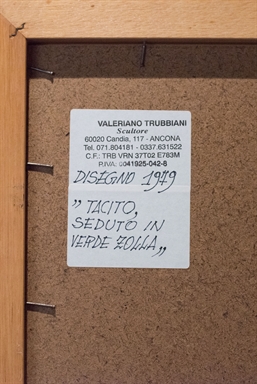 VALERIANO TRUBBIANI
Scultore
60020 Candia, 117 - ANCONA
Tel. 071.804181 - 0337.631522
C.F.: TRB VRN 37T02 E783M
P.IVA: 0041925-042-8
DISEGNO 1979
" TACITO,
SEDUTO IN
VERDE ZOLLA "